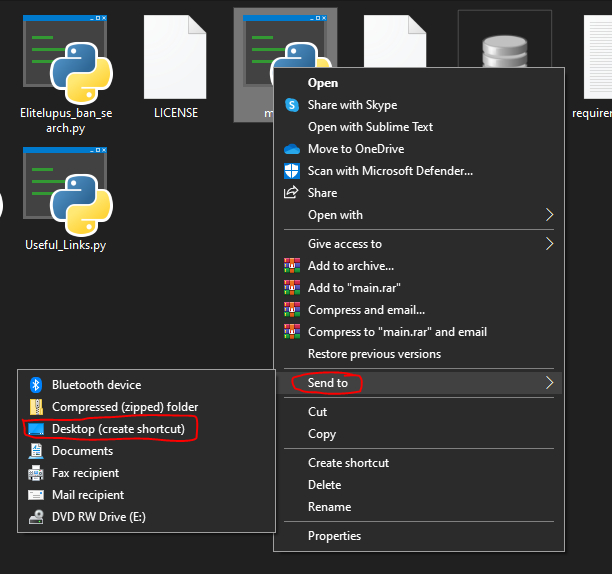 Elitelupus_ban_se
arch.py
LICENSE
m
requirer
Useful_Links.py
Open
Share with Skype
Open with Sublime Text
Move to OneDrive
Scan with Microsoft Defender...
Share
Open with
Give access to
Add to archive...
Add to "main.rar"
Compress and email...
Compress to "main.rar" and email
Restore previous versions
Send to
Cut
Copy
Create shortcut
Delete
Rename
Properties
Bluetooth device
Compressed (zipped) folder
Desktop (create shortcut)
Documents
Fax recipient
Mail recipient
DVD RW Drive (E:)